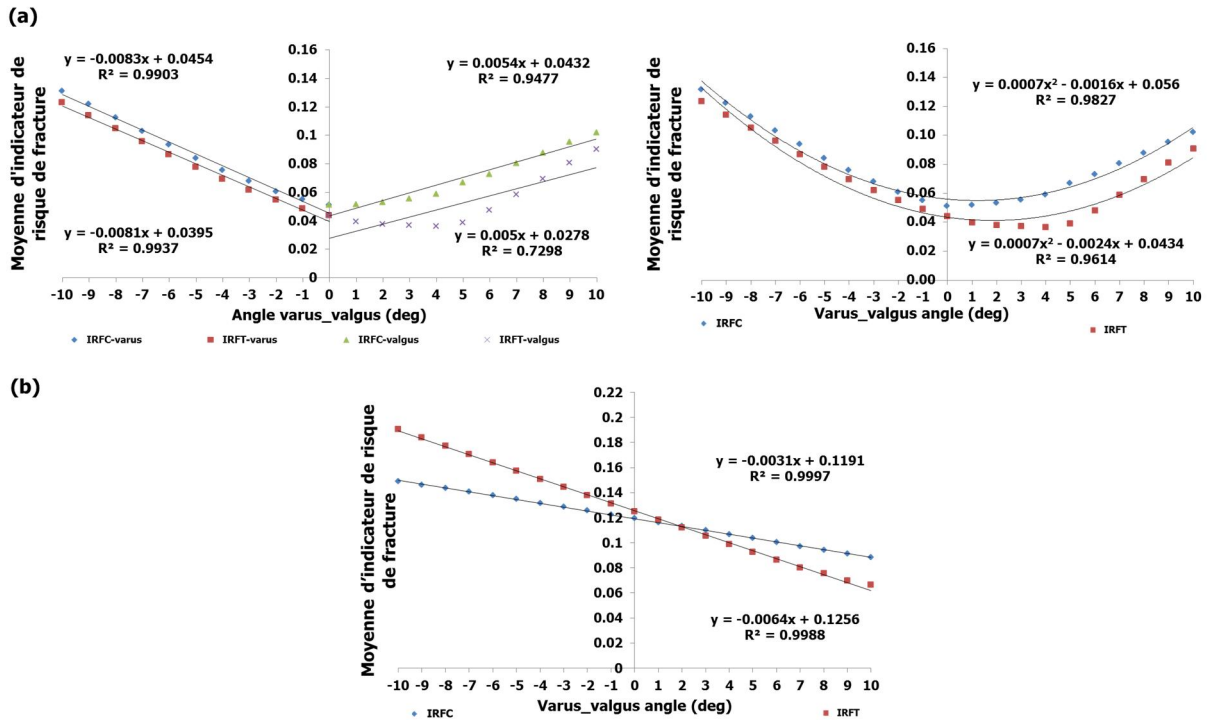 (a)
Moyenne d'indicateur de
risque de fracture
0.16
0.14
0.12
0.10
0.08
0.06
0.04
0.02
0
y = -0.0083x + 0.0454
R² = 0.9903
y = 0.0054x + 0.0432
R² = 0.9477
y = -0.0081x + 0.0395
R² = 0.9937
y = 0.005x + 0.0278
R² = 0.7298
-10 -9 -8 -7 -6 -5 -4 -3 -2 -1 0 1 2 3 4 5 6 7 8 9 10
Angle varus_valgus (deg)
IRFC-varus IRFT-varus IRFC-valgus IRFT-valgus
Moyenne d'indicateur de
risque de fracture
0.16
0.14
0.12
0.10
0.08
0.06
0.04
0.02
0.00
y = 0.0007x² - 0.0016x + 0.056
R² = 0.9827
y = 0.0007x² - 0.0024x + 0.0434
R² = 0.9614
-10 -9 -8 -7 -6 -5 -4 -3 -2 -1 0 1 2 3 4 5 6 7 8 9 10
Varus_valgus angle (deg)
IRFC IRFT
(b)
Moyenne d'indicateur de risque
de fracture
0.22
0.2
0.18
0.16
0.14
0.12
0.1
0.08
0.06
0.04
0.02
0
y = -0.0031x + 0.1191
R² = 0.9997
y = -0.0064x + 0.1256
R² = 0.9988
-10 -9 -8 -7 -6 -5 -4 -3 -2 -1 0 1 2 3 4 5 6 7 8 9 10
Varus_valgus angle (deg)
IRFC IRFT